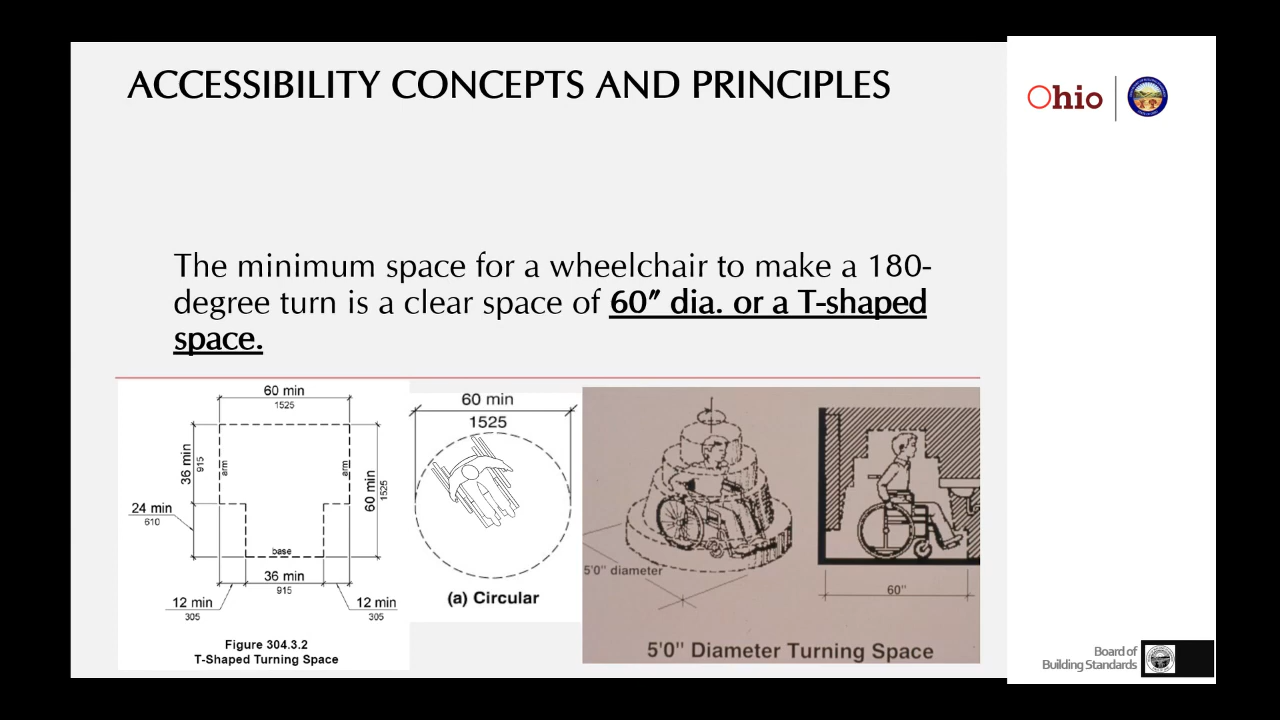 ACCESSIBILITY CONCEPTS AND PRINCIPLES
Ohio
The minimum space for a wheelchair to make a 180-
degree turn is a clear space of 60″ dia. or a T-shaped
space.
60 min
1525
36 min
915
arm
arm
60 min
1525
24 min
610
base
36 min
915
12 min
305
12 min
305
Figure 304.3.2
T-Shaped Turning Space
60 min
1525
(a) Circular
5'0" diameter
60"
5'0" Diameter Turning Space
Board of
Building Standards